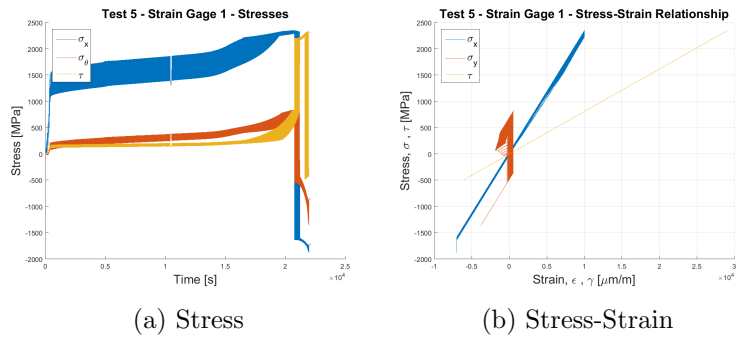 Test 5 - Strain Gage 1 - Stresses
Stress [MPa]
2500
2000
1500
1000
500
0
-500
-1000
-1500
-2000
σx
σθ
τ
0
0.5
1
1.5
2
2.5
×10⁴
Time [s]
(a) Stress
Test 5 - Strain Gage 1 - Stress-Strain Relationship
Stress, σ , τ [MPa]
2500
2000
1500
1000
500
0
-500
-1000
-1500
-2000
σx
σy
τ
-1
-0.5
0
0.5
1
1.5
2
2.5
3
×10⁴
Strain, ϵ , γ [μm/m]
(b) Stress-Strain